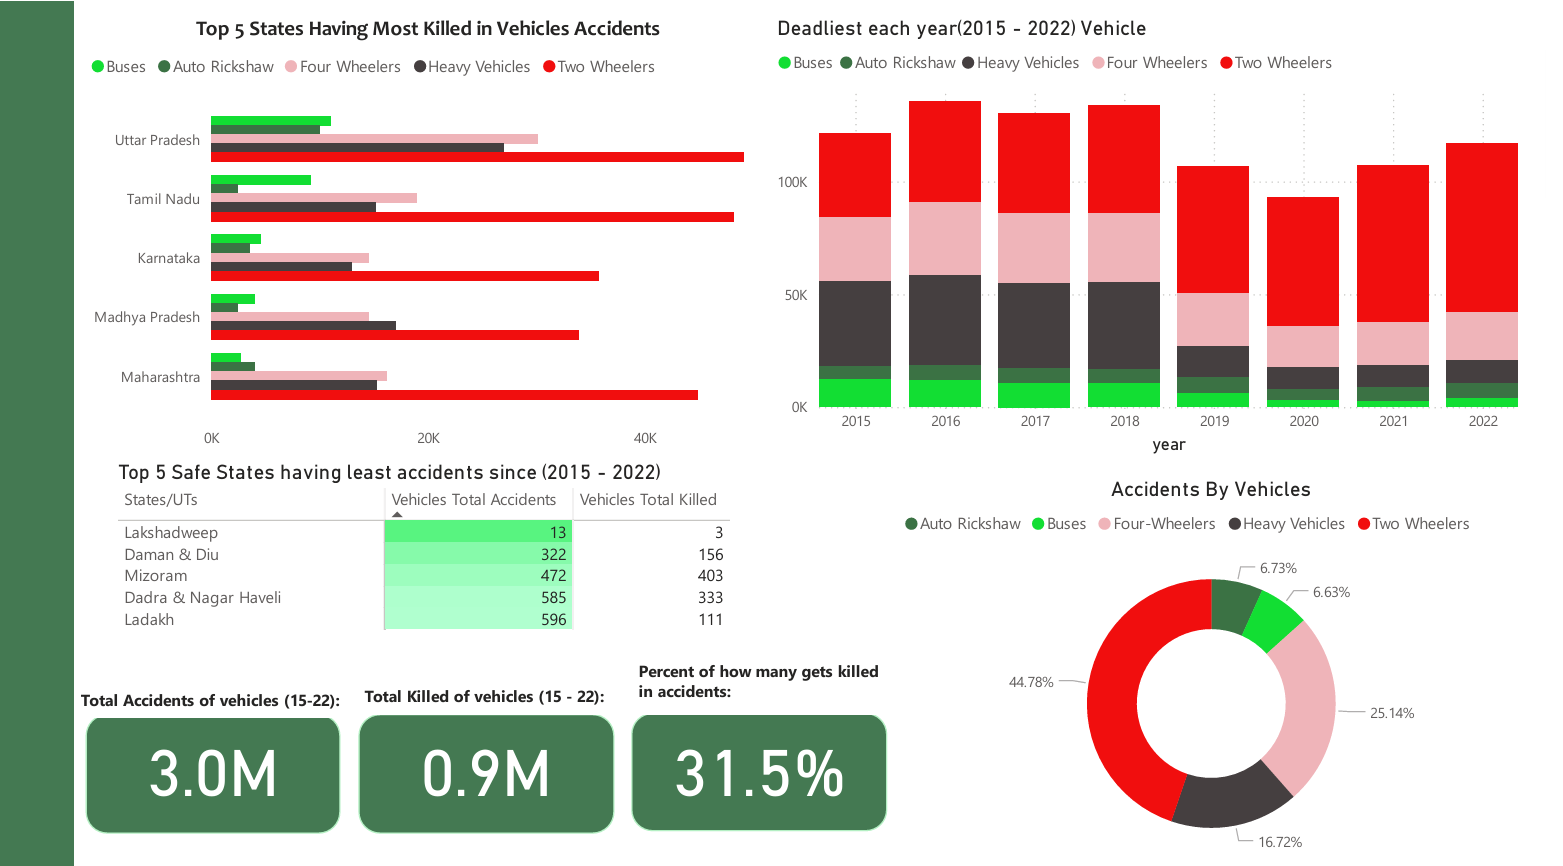 Top 5 States Having Most Killed in Vehicles Accidents
Buses Auto Rickshaw Four Wheelers Heavy Vehicles Two Wheelers
Uttar Pradesh
Tamil Nadu
Karnataka
Madhya Pradesh
Maharashtra
0K 20K 40K
Deadliest each year(2015 - 2022) Vehicle
Buses Auto Rickshaw Heavy Vehicles Four Wheelers Two Wheelers
100K
50K
0K
2015 2016 2017 2018 2019 2020 2021 2022
year
Top 5 Safe States having least accidents since (2015 - 2022)
States/UTs Vehicles Total Accidents Vehicles Total Killed
Lakshadweep 13 3
Daman & Diu 322 156
Mizoram 472 403
Dadra & Nagar Haveli 585 333
Ladakh 596 111
Accidents By Vehicles
Auto Rickshaw Buses Four-Wheelers Heavy Vehicles Two Wheelers
6.73%
6.63%
44.78%
25.14%
16.72%
Total Accidents of vehicles (15-22):
3.0M
Total Killed of vehicles (15 - 22):
0.9M
Percent of how many gets killed
in accidents:
31.5%